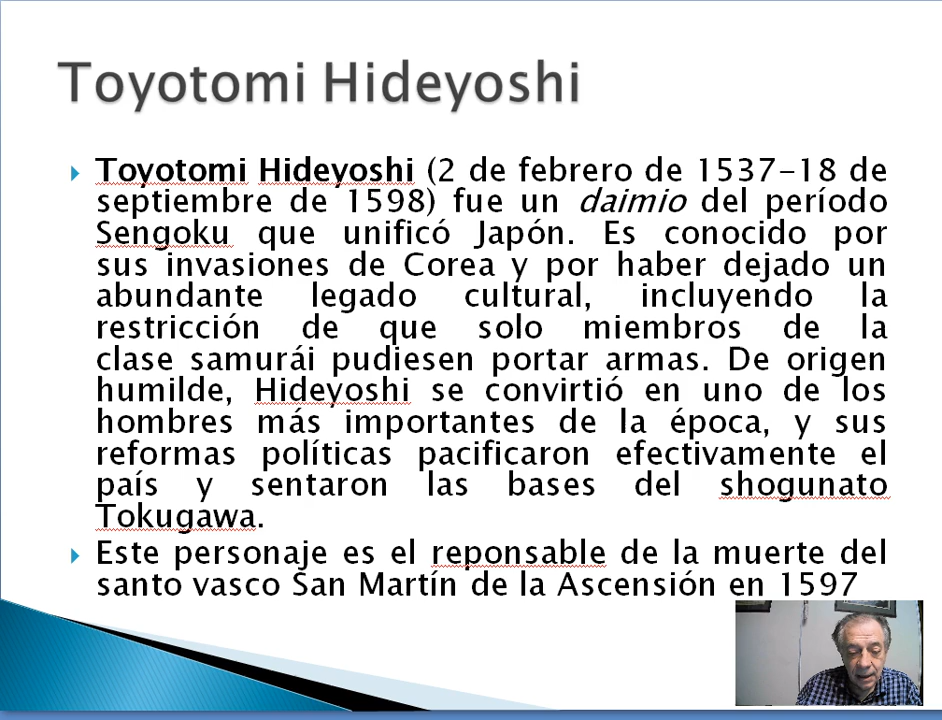 Toyotomi Hideyoshi
Toyotomi Hideyoshi (2 de febrero de 1537-18 de
septiembre de 1598) fue un daimio del período
Sengoku que unificó Japón. Es conocido por
sus invasiones de Corea y por haber dejado un
abundante legado cultural, incluyendo la
restricción de que solo miembros de la
clase samurái pudiesen portar armas. De origen
humilde, Hideyoshi se convirtió en uno de los
hombres más importantes de la época, y sus
reformas políticas pacificaron efectivamente el
país y sentaron las bases del shogunato
Tokugawa.
Este personaje es el reponsable de la muerte del
santo vasco San Martín de la Ascensión en 1597